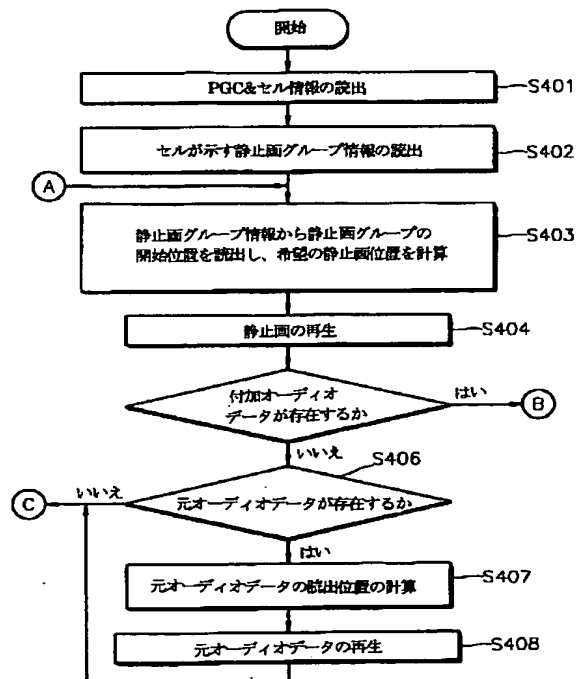 開始
PGC&セル情報の読出
S401
セルが示す静止画グループ情報の読出
S402
A
静止画グループ情報から静止画グループの
開始位置を読出し、希望の静止画位置を計算
S403
静止画の再生
S404
付加オーディオ
データが存在するか
はい
B
いいえ
S406
元オーディオデータが存在するか
いいえ
C
はい
元オーディオデータの読出位置の計算
S407
元オーディオデータの再生
S408